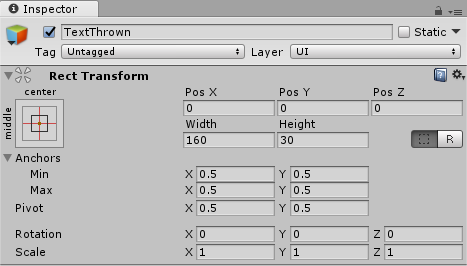 Inspector
TextThrown Static
Tag Untagged Layer UI
Rect Transform
center
middle
Pos X Pos Y Pos Z
0 0 0
Width Height
160 30
R
Anchors
Min X 0.5 Y 0.5
Max X 0.5 Y 0.5
Pivot X 0.5 Y 0.5
Rotation X 0 Y 0 Z 0
Scale X 1 Y 1 Z 1